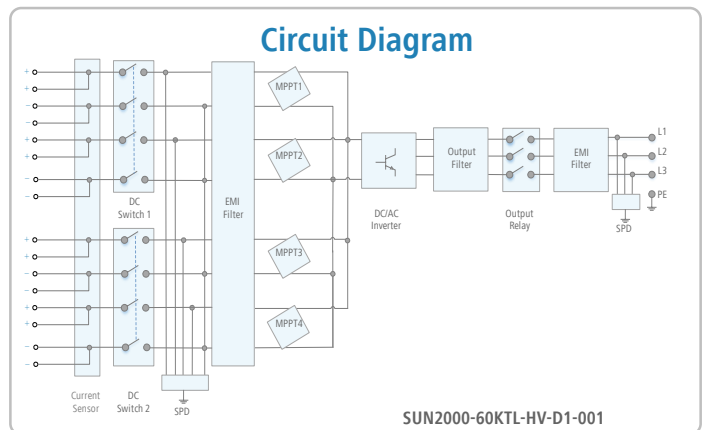 Circuit Diagram
+
+
−
−
+
+
−
−
+
+
−
−
+
+
−
−
Current
Sensor
DC
Switch 1
DC
Switch 2
SPD
EMI
Filter
MPPT1
MPPT2
MPPT3
MPPT4
DC/AC
Inverter
Output
Filter
Output
Relay
EMI
Filter
L1
L2
L3
PE
SPD
SUN2000-60KTL-HV-D1-001